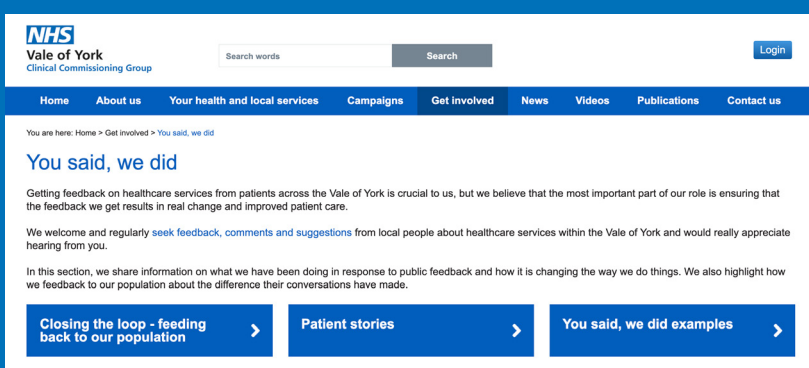 NHS
Vale of York
Clinical Commissioning Group
Search words
Search
Login
Home About us Your health and local services Campaigns Get involved News Videos Publications Contact us
You are here: Home > Get involved > You said, we did
You said, we did
Getting feedback on healthcare services from patients across the Vale of York is crucial to us, but we believe that the most important part of our role is ensuring that
the feedback we get results in real change and improved patient care.
We welcome and regularly seek feedback, comments and suggestions from local people about healthcare services within the Vale of York and would really appreciate
hearing from you.
In this section, we share information on what we have been doing in response to public feedback and how it is changing the way we do things. We also highlight how
we feedback to our population about the difference their conversations have made.
Closing the loop - feeding
back to our population
Patient stories
You said, we did examples